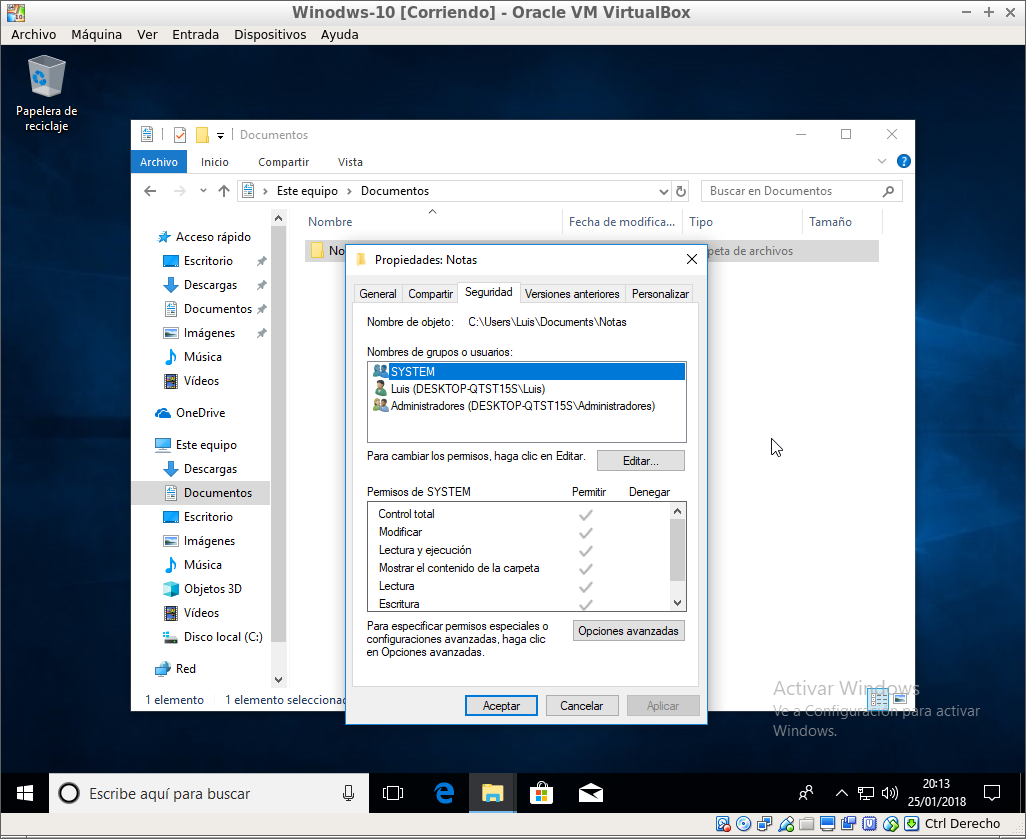 Winodws-10 [Corriendo] - Oracle VM VirtualBox
Archivo Máquina Ver Entrada Dispositivos Ayuda
Papelera de
reciclaje
Documentos
Archivo Inicio Compartir Vista
Este equipo Documentos
Buscar en Documentos
Nombre Fecha de modifica... Tipo Tamaño
Acceso rápido
Escritorio
Descargas
Documentos
Imágenes
Música
Vídeos
OneDrive
Este equipo
Descargas
Documentos
Escritorio
Imágenes
Música
Objetos 3D
Vídeos
Disco local (C:)
Red
1 elemento 1 elemento seleccionad
No
peta de archivos
Propiedades: Notas
General Compartir Seguridad Versiones anteriores Personalizar
Nombre de objeto: C:\Users\Luis\Documents\Notas
Nombres de grupos o usuarios:
SYSTEM
Luis (DESKTOP-QTST15S\Luis)
Administradores (DESKTOP-QTST15S\Administradores)
Para cambiar los permisos, haga clic en Editar. Editar...
Permisos de SYSTEM Permitir Denegar
Control total
Modificar
Lectura y ejecución
Mostrar el contenido de la carpeta
Lectura
Escritura
Para especificar permisos especiales o
configuraciones avanzadas, haga clic
en Opciones avanzadas.
Opciones avanzadas
Aceptar Cancelar Aplicar
Activar Windows
Ve a Configuración para activar
Windows.
Escribe aquí para buscar
20:13
25/01/2018
Ctrl Derecho